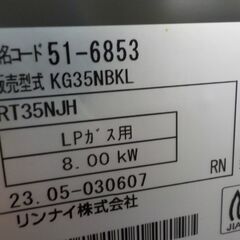 名コード 51-6853
販売型式 KG35NBKL
RT35NJH
LPガス用
8.00 kW
RN
23.05-030607
リンナイ株式会社
JIA